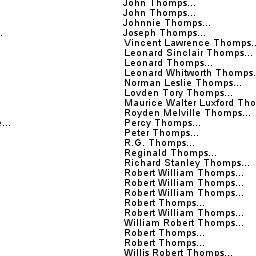 John Thomps...
John Thomps...
Johnnie Thomps...
Joseph Thomps...
Vincent Lawrence Thomps..
Leonard Sinclair Thomps...
Leonard Thomps...
Leonard Whitworth Thomps.
Norman Leslie Thomps...
Lovden Tory Thomps...
Maurice Walter Luxford Tho
Royden Melville Thomps...
Percy Thomps...
Peter Thomps...
R.G. Thomps...
Reginald Thomps...
Richard Stanley Thomps...
Robert William Thomps...
Robert William Thomps...
Robert William Thomps...
Robert Thomps...
Robert William Thomps...
William Robert Thomps...
Robert Thomps...
Robert Thomps...
Willis Robert Thomps...